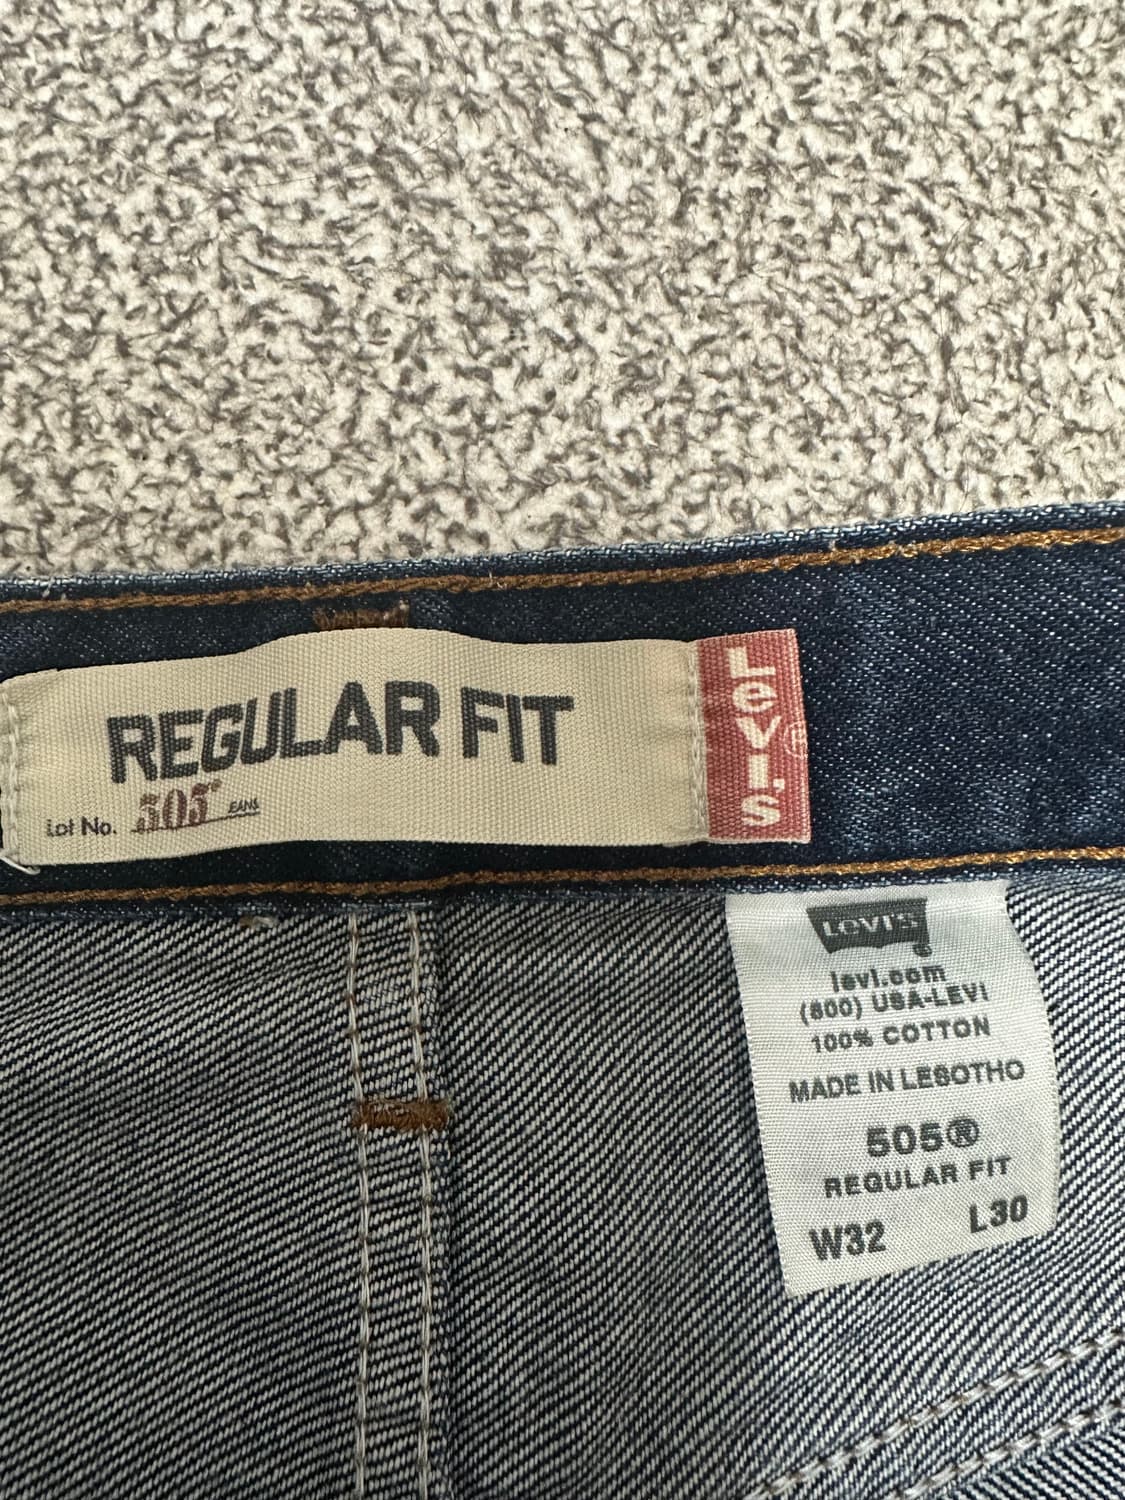 REGULAR FIT
Lot No. 505® JEANS
LEVI'S®
LEVI'S®
levi.com
(800) USA-LEVI
100% COTTON
MADE IN LESOTHO
505®
REGULAR FIT
W32 L30